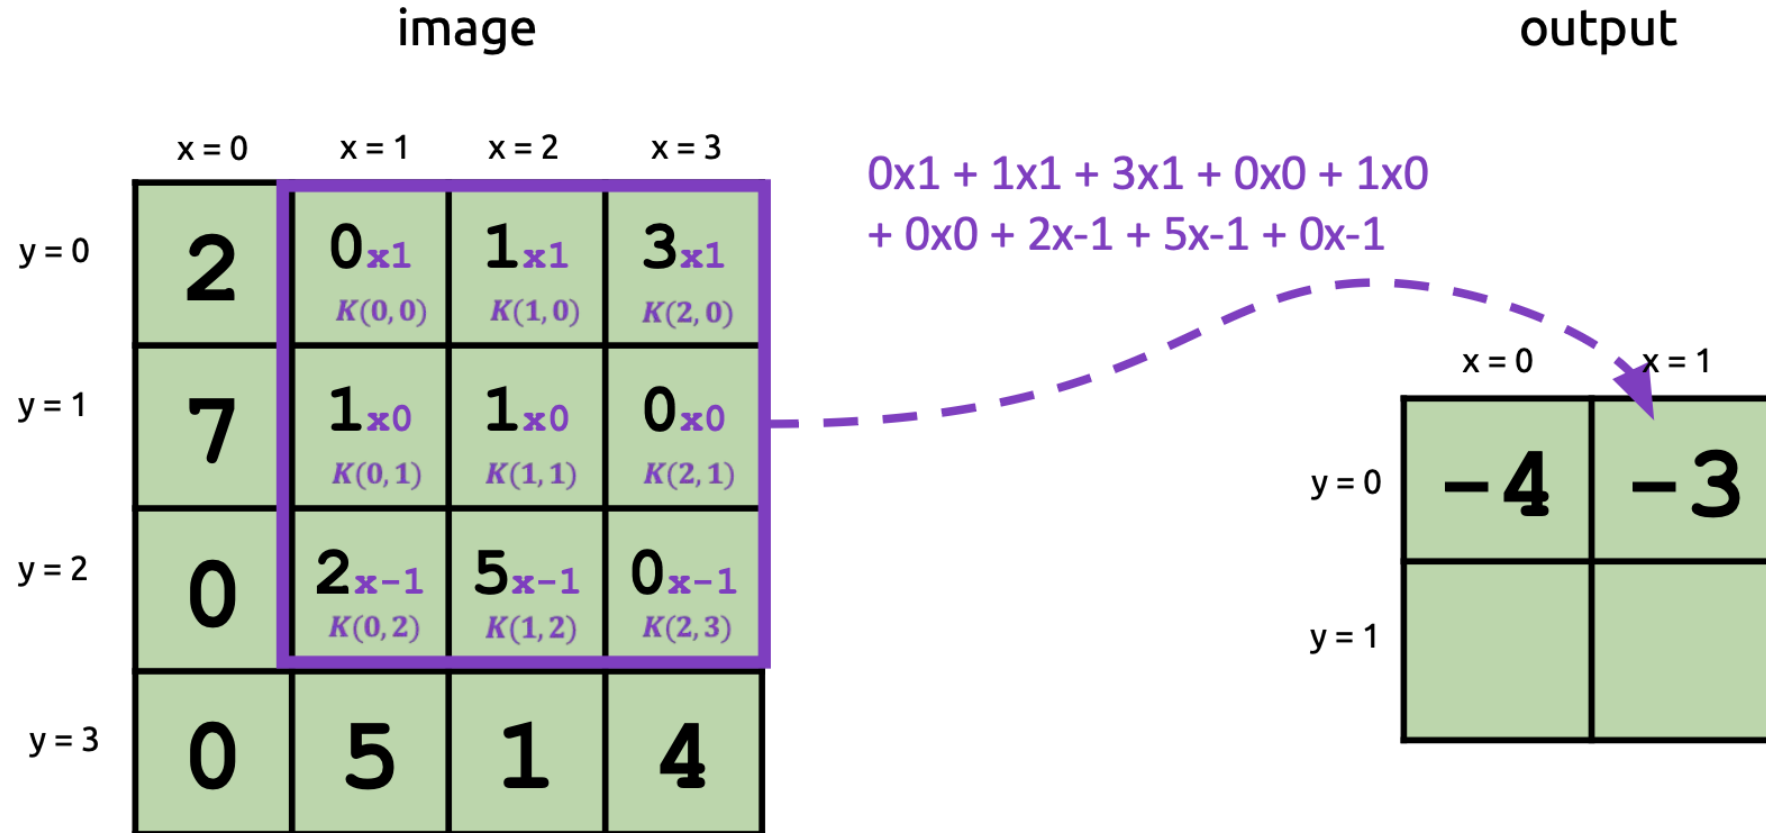 image
output
x = 0 x = 1 x = 2 x = 3
0x1 + 1x1 + 3x1 + 0x0 + 1x0
+ 0x0 + 2x-1 + 5x-1 + 0x-1
y = 0 2 0x1 1x1 3x1
K(0,0) K(1,0) K(2,0)
y = 1 7 1x0 1x0 0x0
K(0,1) K(1,1) K(2,1)
y = 2 0 2x-1 5x-1 0x-1
K(0,2) K(1,2) K(2,3)
y = 3 0 5 1 4
x = 0 x = 1
y = 0 -4 -3
y = 1